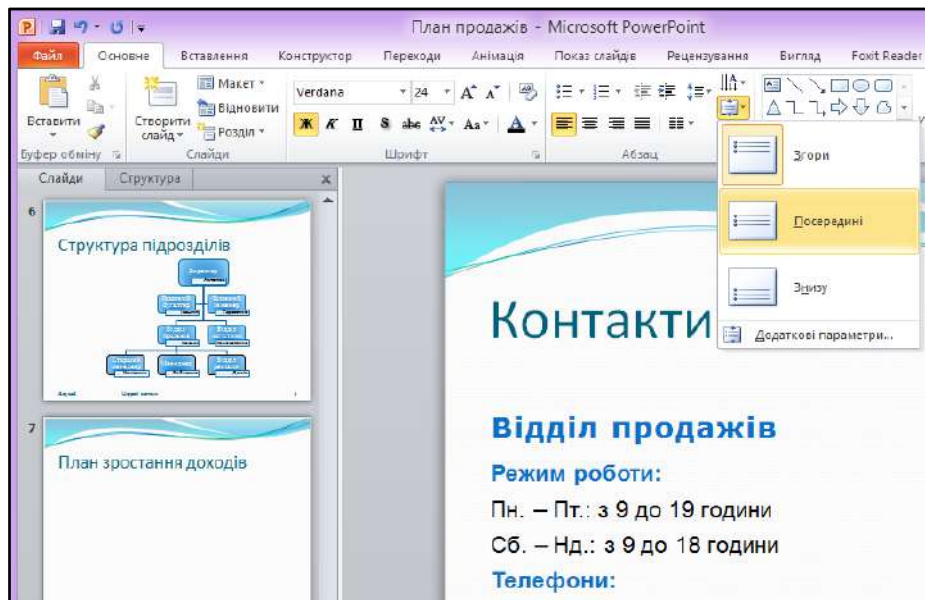 План продажів - Microsoft PowerPoint
Файл Основне Вставлення Конструктор Переходи Анімація Показ слайдів Рецензування Вигляд Foxit Reader
Вставити
Створити слайд
Макет
Відновити
Розділ
Verdana 24
Ж К П S abc AV Aa А
Буфер обміну Слайди Шрифт Абзац
Згори
Посередині
Знизу
Додаткові параметри...
Слайди Структура
6
Структура підрозділів
7
План зростання доходів
Контакти
Відділ продажів
Режим роботи:
Пн. – Пт.: з 9 до 19 години
Сб. – Нд.: з 9 до 18 години
Телефони: